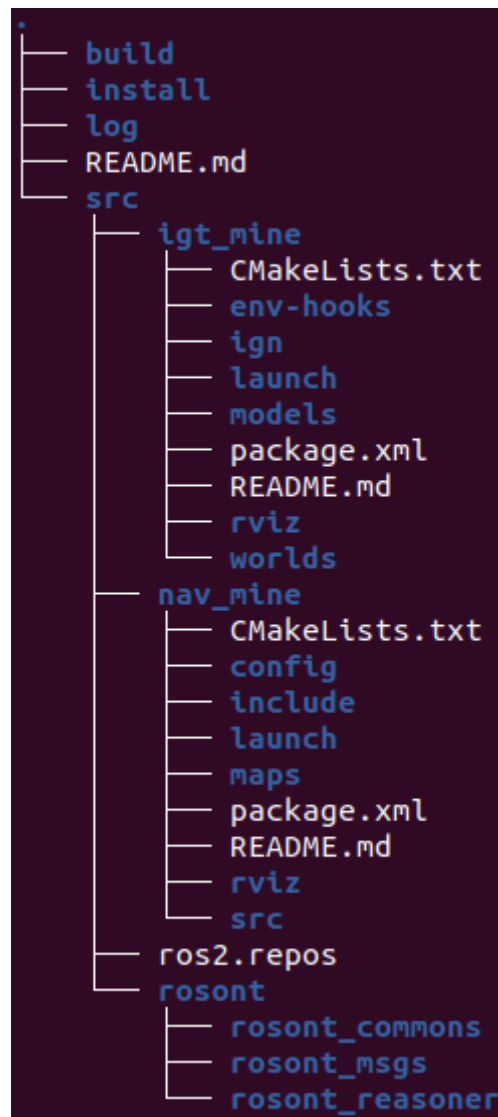 .
build
install
log
README.md
src
igt_mine
CMakeLists.txt
env-hooks
ign
launch
models
package.xml
README.md
rviz
worlds
nav_mine
CMakeLists.txt
config
include
launch
maps
package.xml
README.md
rviz
src
ros2.repos
rosont
rosont_commons
rosont_msgs
rosont_reasoner